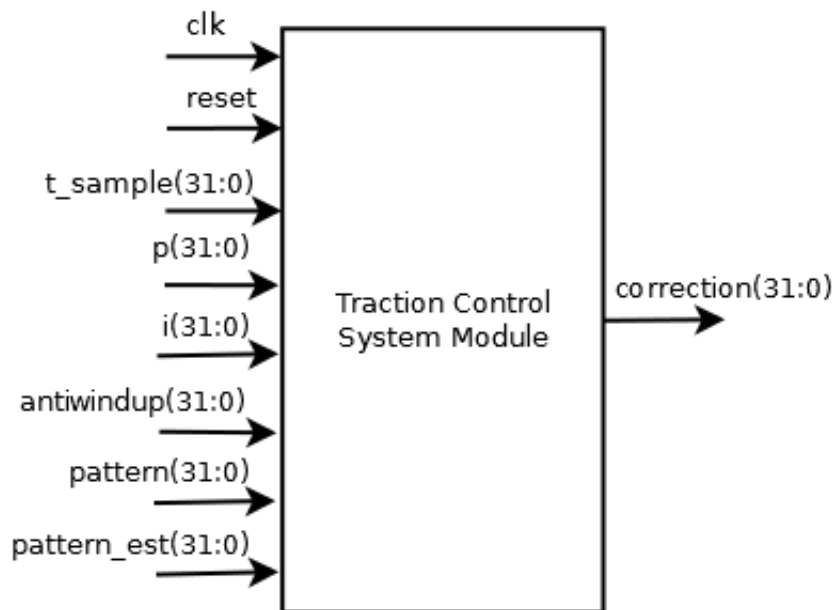 clk
reset
t_sample(31:0)
p(31:0)
i(31:0)
antiwindup(31:0)
pattern(31:0)
pattern_est(31:0)
Traction Control
System Module
correction(31:0)